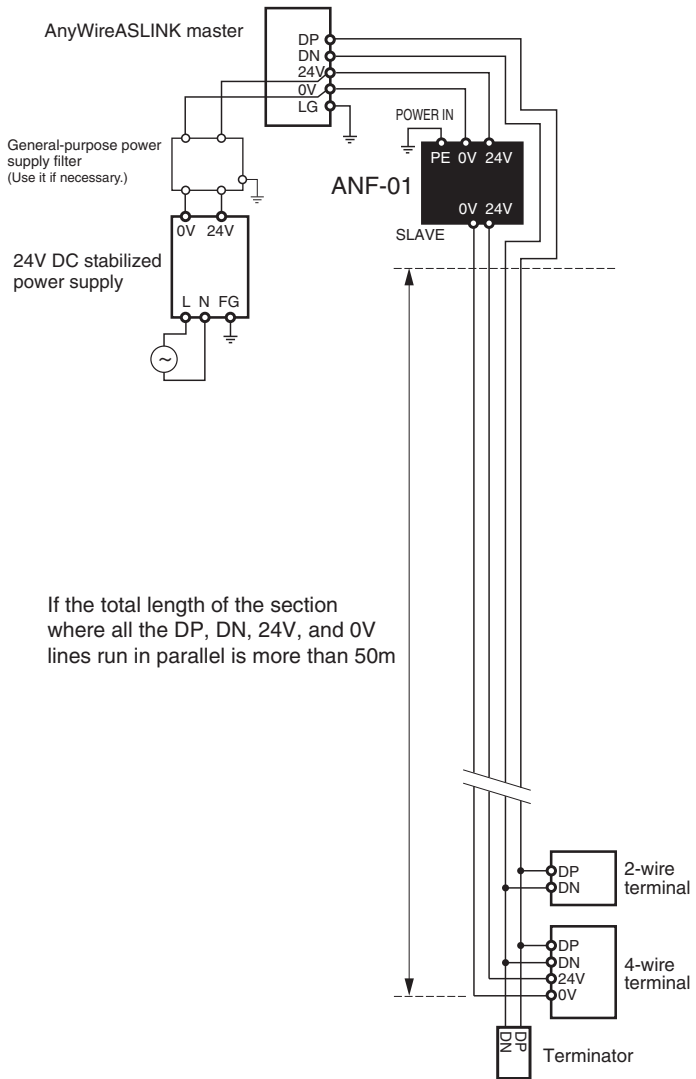 AnyWireASLINK master
DP
DN
24V
0V
LG
General-purpose power
supply filter
(Use it if necessary.)
POWER IN
PE 0V 24V
ANF-01
0V 24V
SLAVE
0V 24V
24V DC stabilized
power supply
L N FG
~
If the total length of the section
where all the DP, DN, 24V, and 0V
lines run in parallel is more than 50m
DP
DN
2-wire
terminal
DP
DN
24V
0V
4-wire
terminal
DN
DP
Terminator